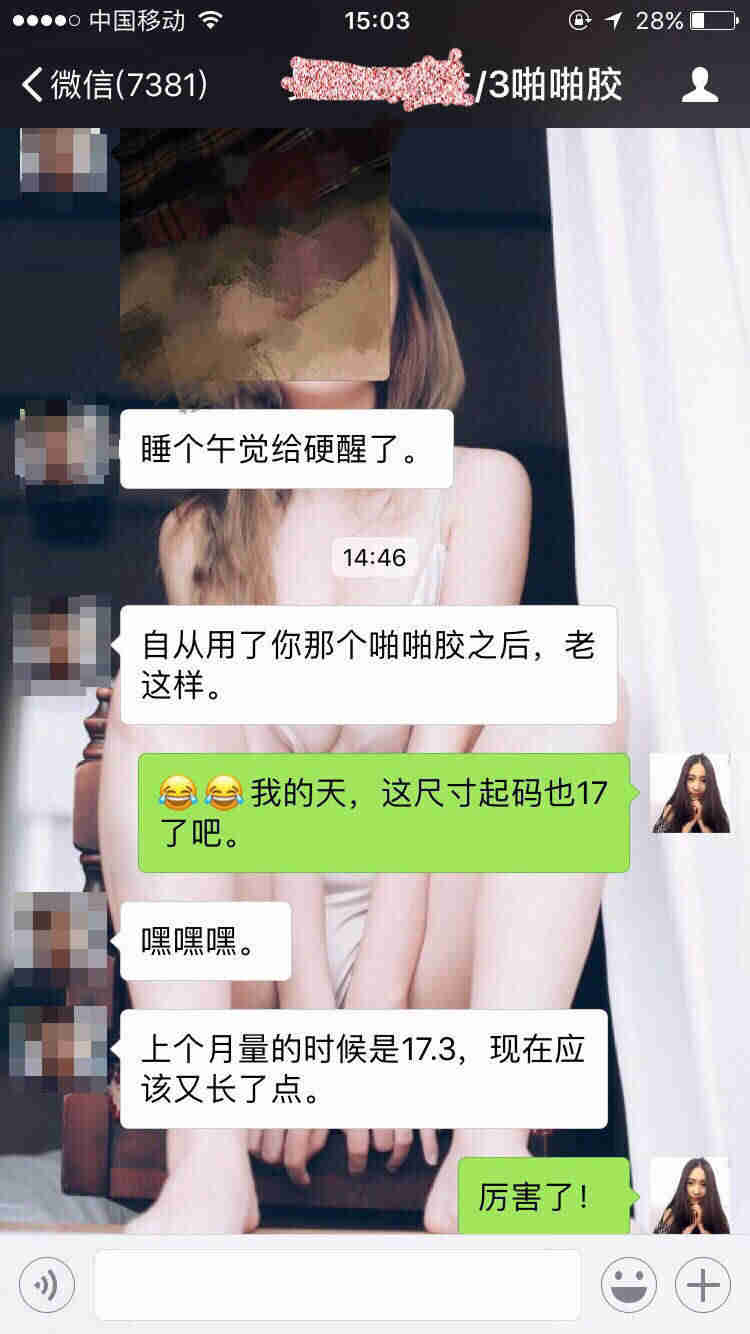 中国移动 15:03 28%
微信(7381) /3啪啪胶
睡个午觉给硬醒了。
14:46
自从用了你那个啪啪胶之后，老
这样。
😂😂我的天，这尺寸起码也17
了吧。
嘿嘿嘿。
上个月量的时候是17.3，现在应
该又长了点。
厉害了！